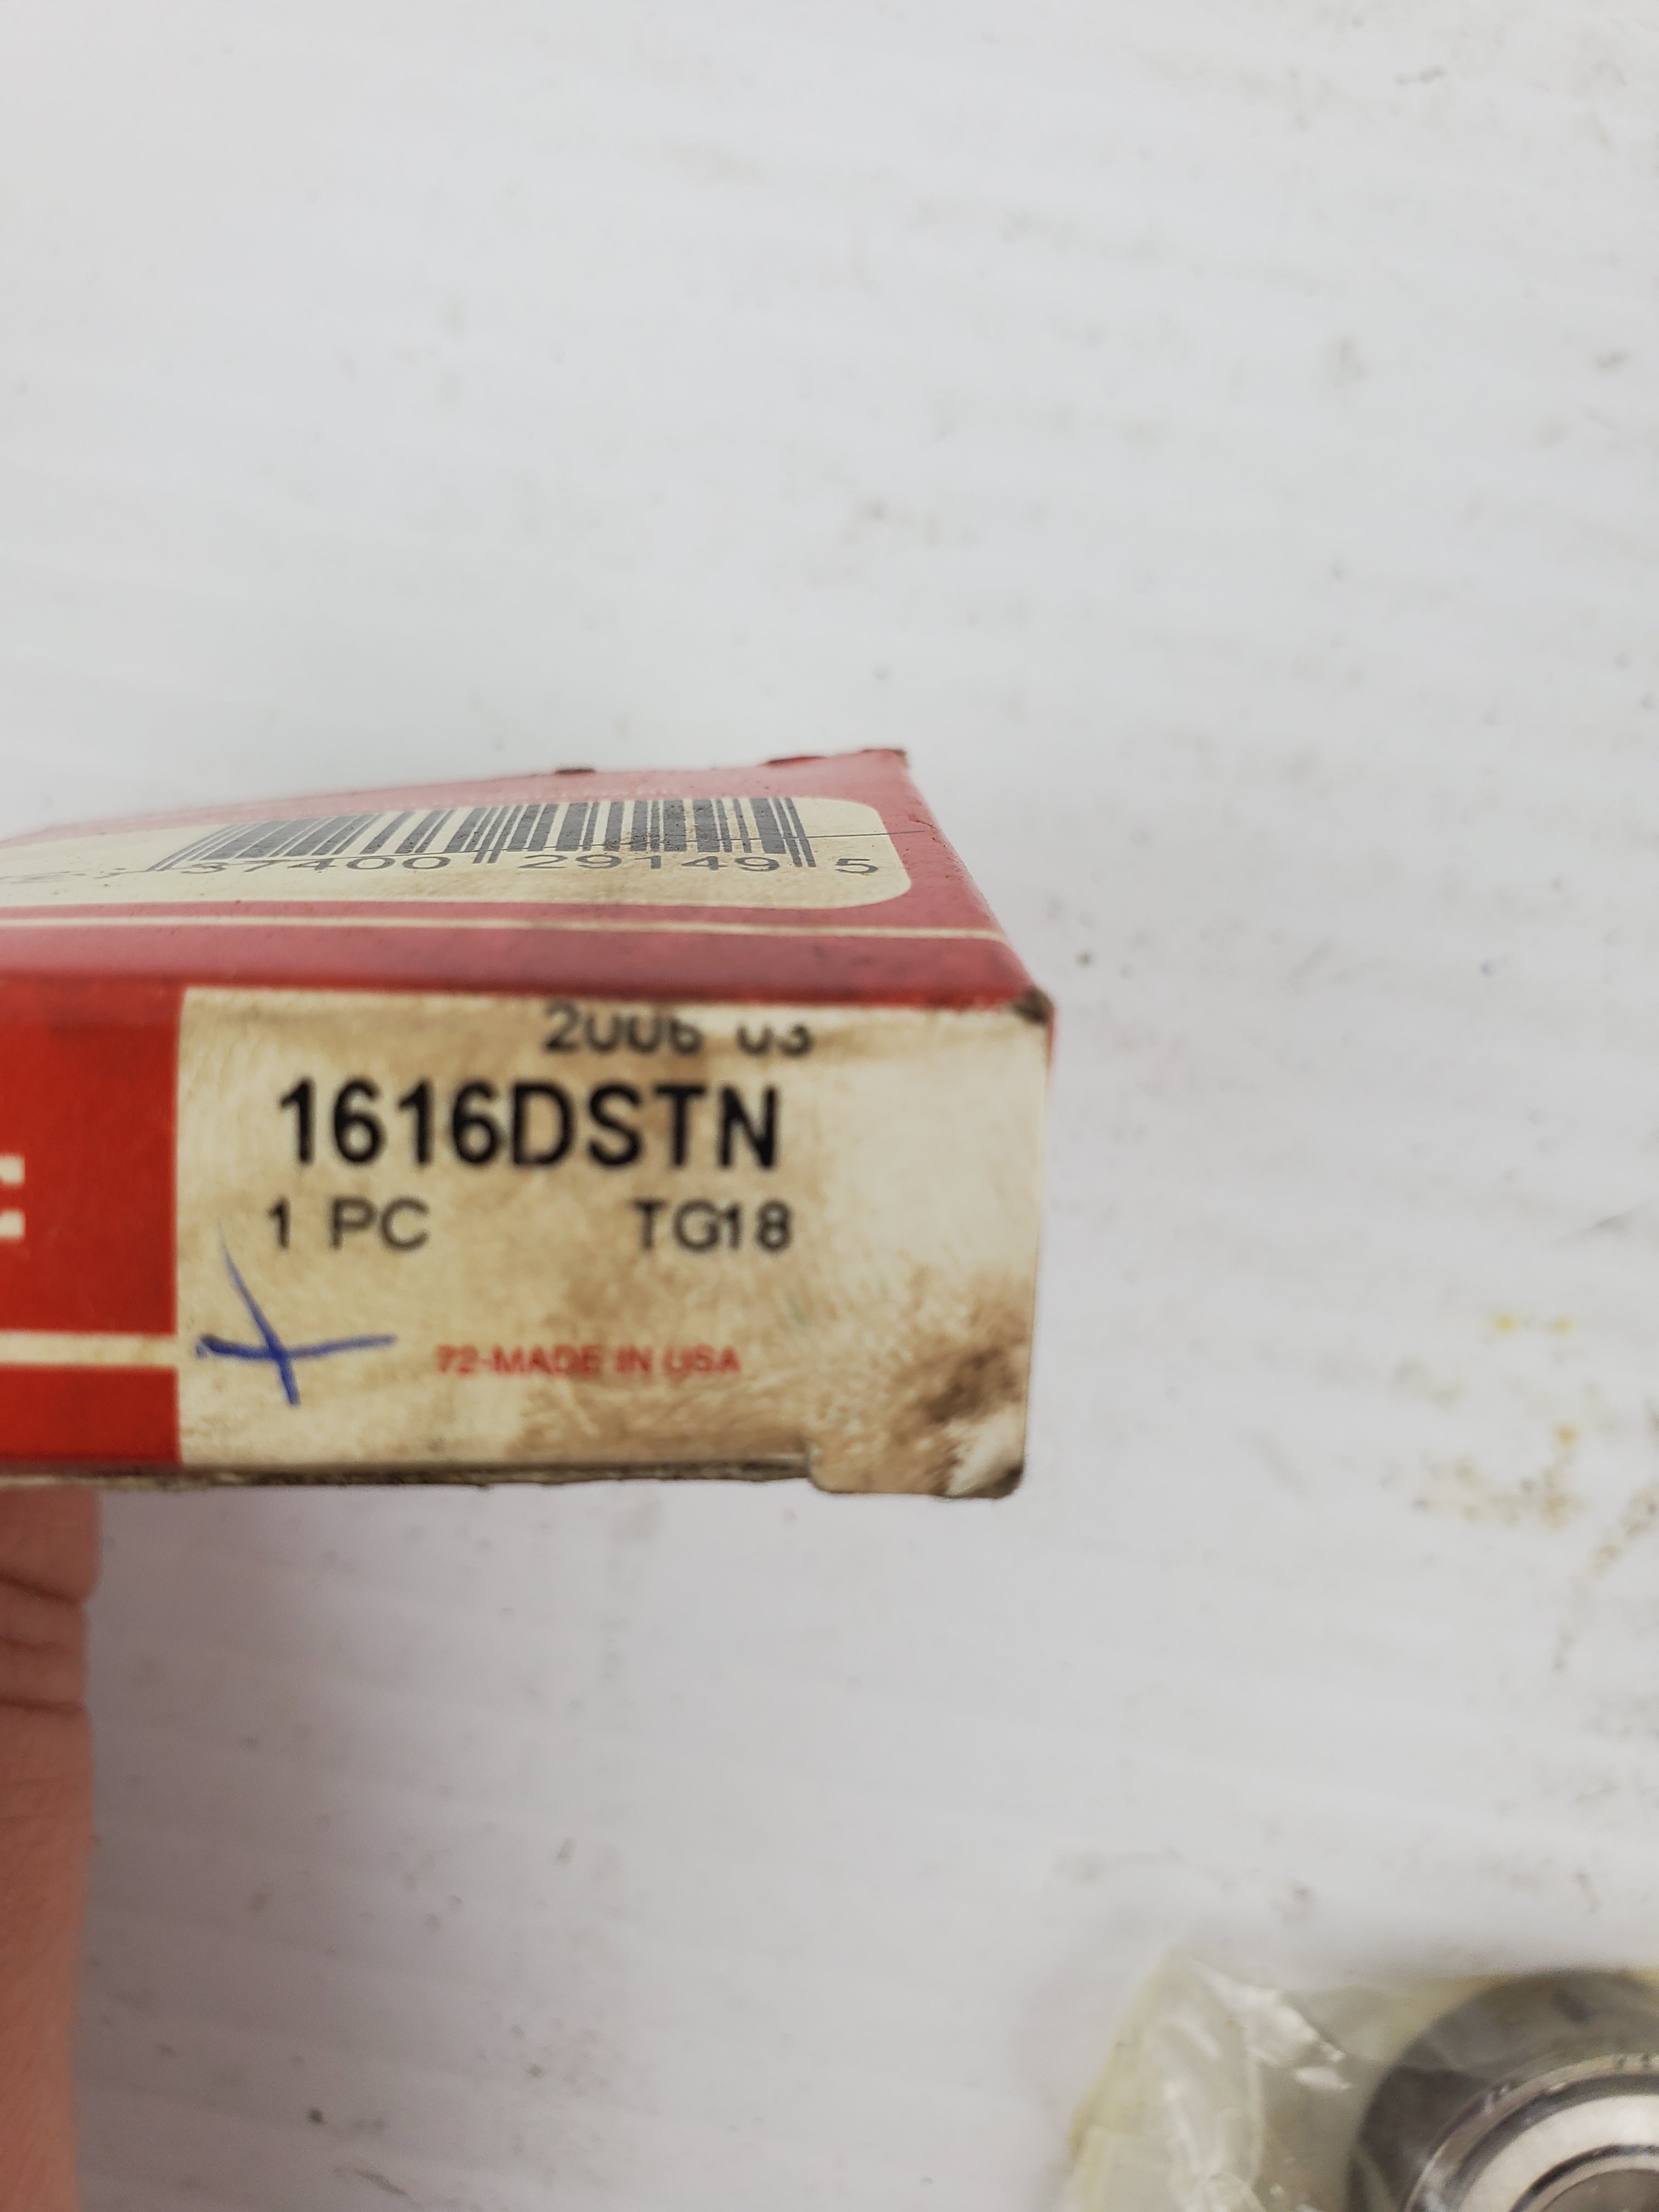 37400 29149 5
2006 03
1616DSTN
1 PC TG18
72-MADE IN USA